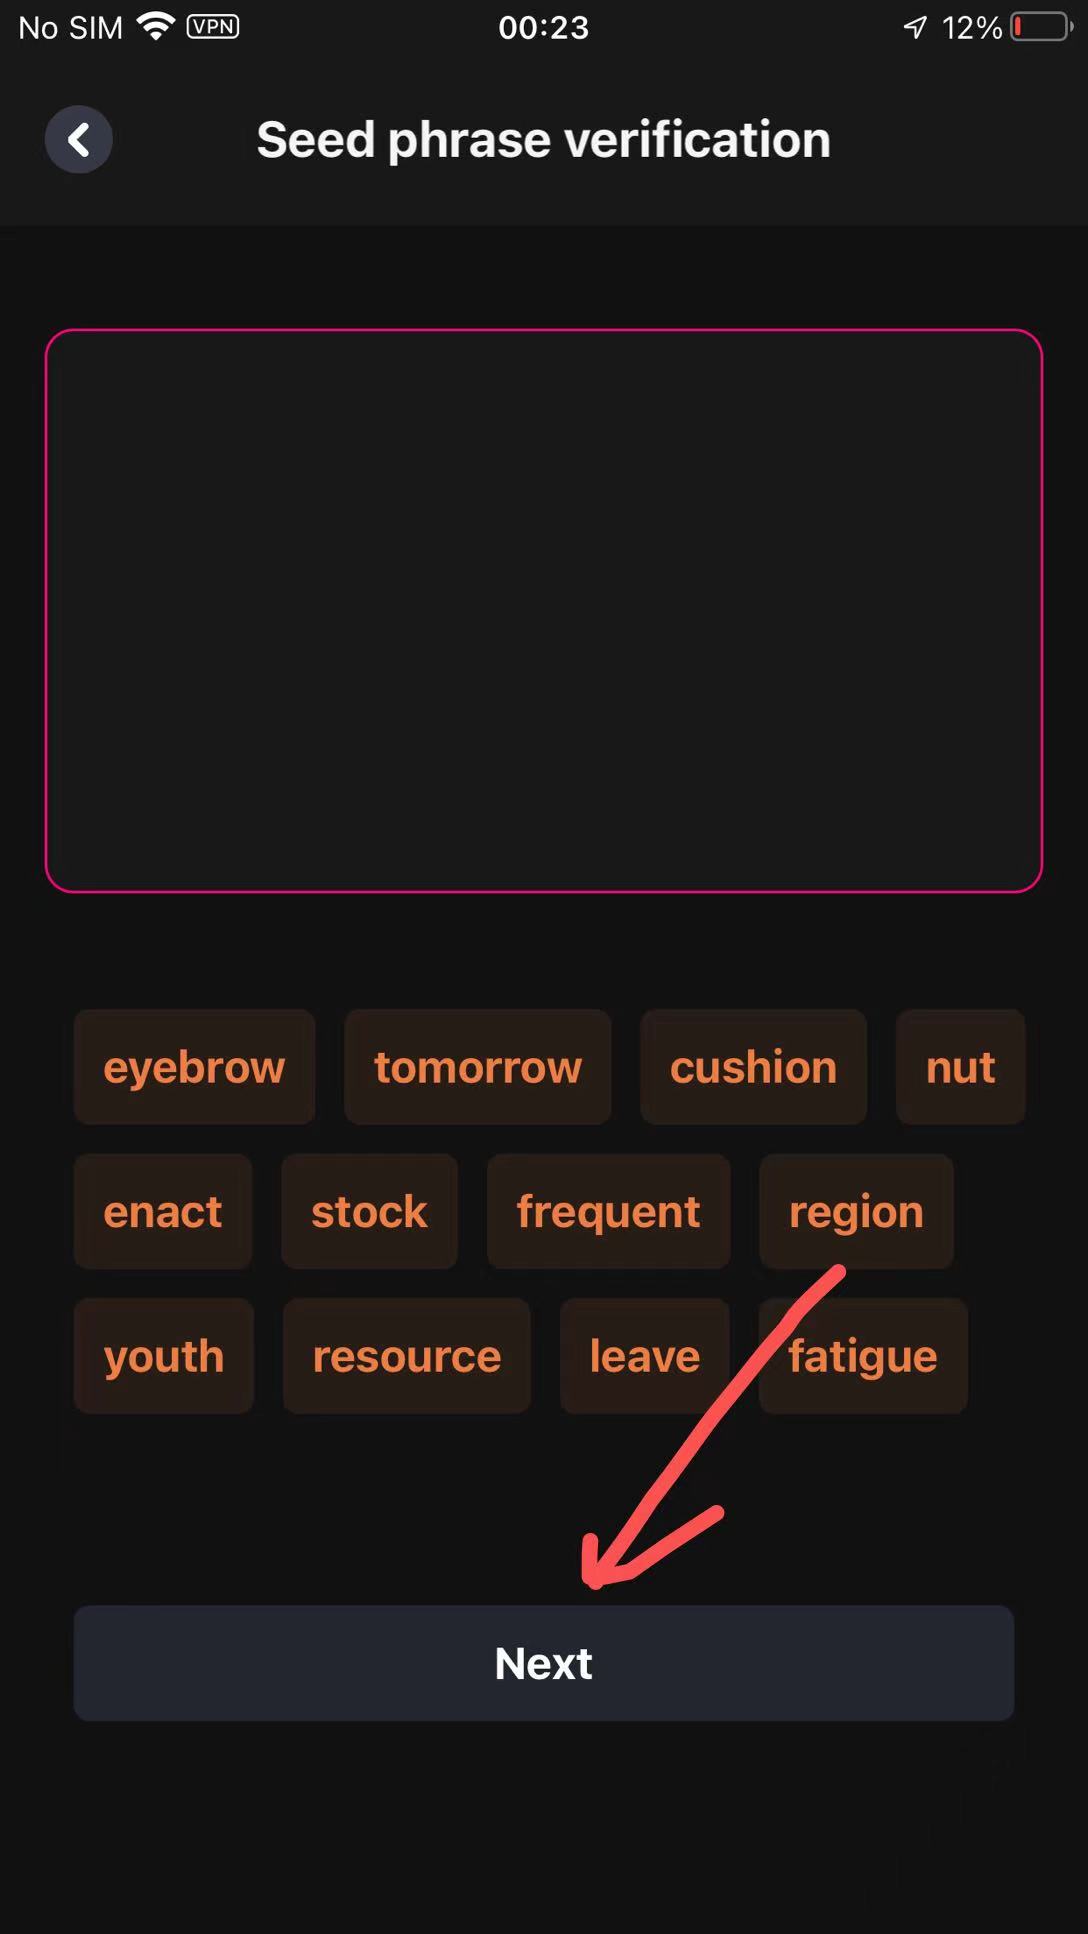 No SIM VPN 00:23 12%
Seed phrase verification
eyebrow tomorrow cushion nut
enact stock frequent region
youth resource leave fatigue
Next